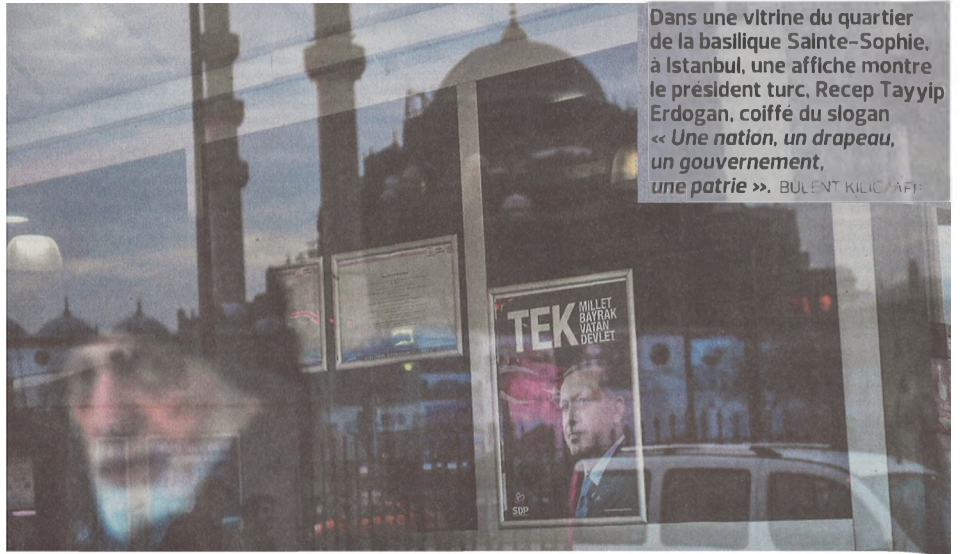 Dans une vitrine du quartier
de la basilique Sainte-Sophie,
à Istanbul, une affiche montre
le président turc, Recep Tayyip
Erdogan, coiffé du slogan
« Une nation, un drapeau,
un gouvernement,
une patrie ». BULENT KILIC/AFP
TEK
MILLET
BAYRAK
VATAN
DEVLET
SDP